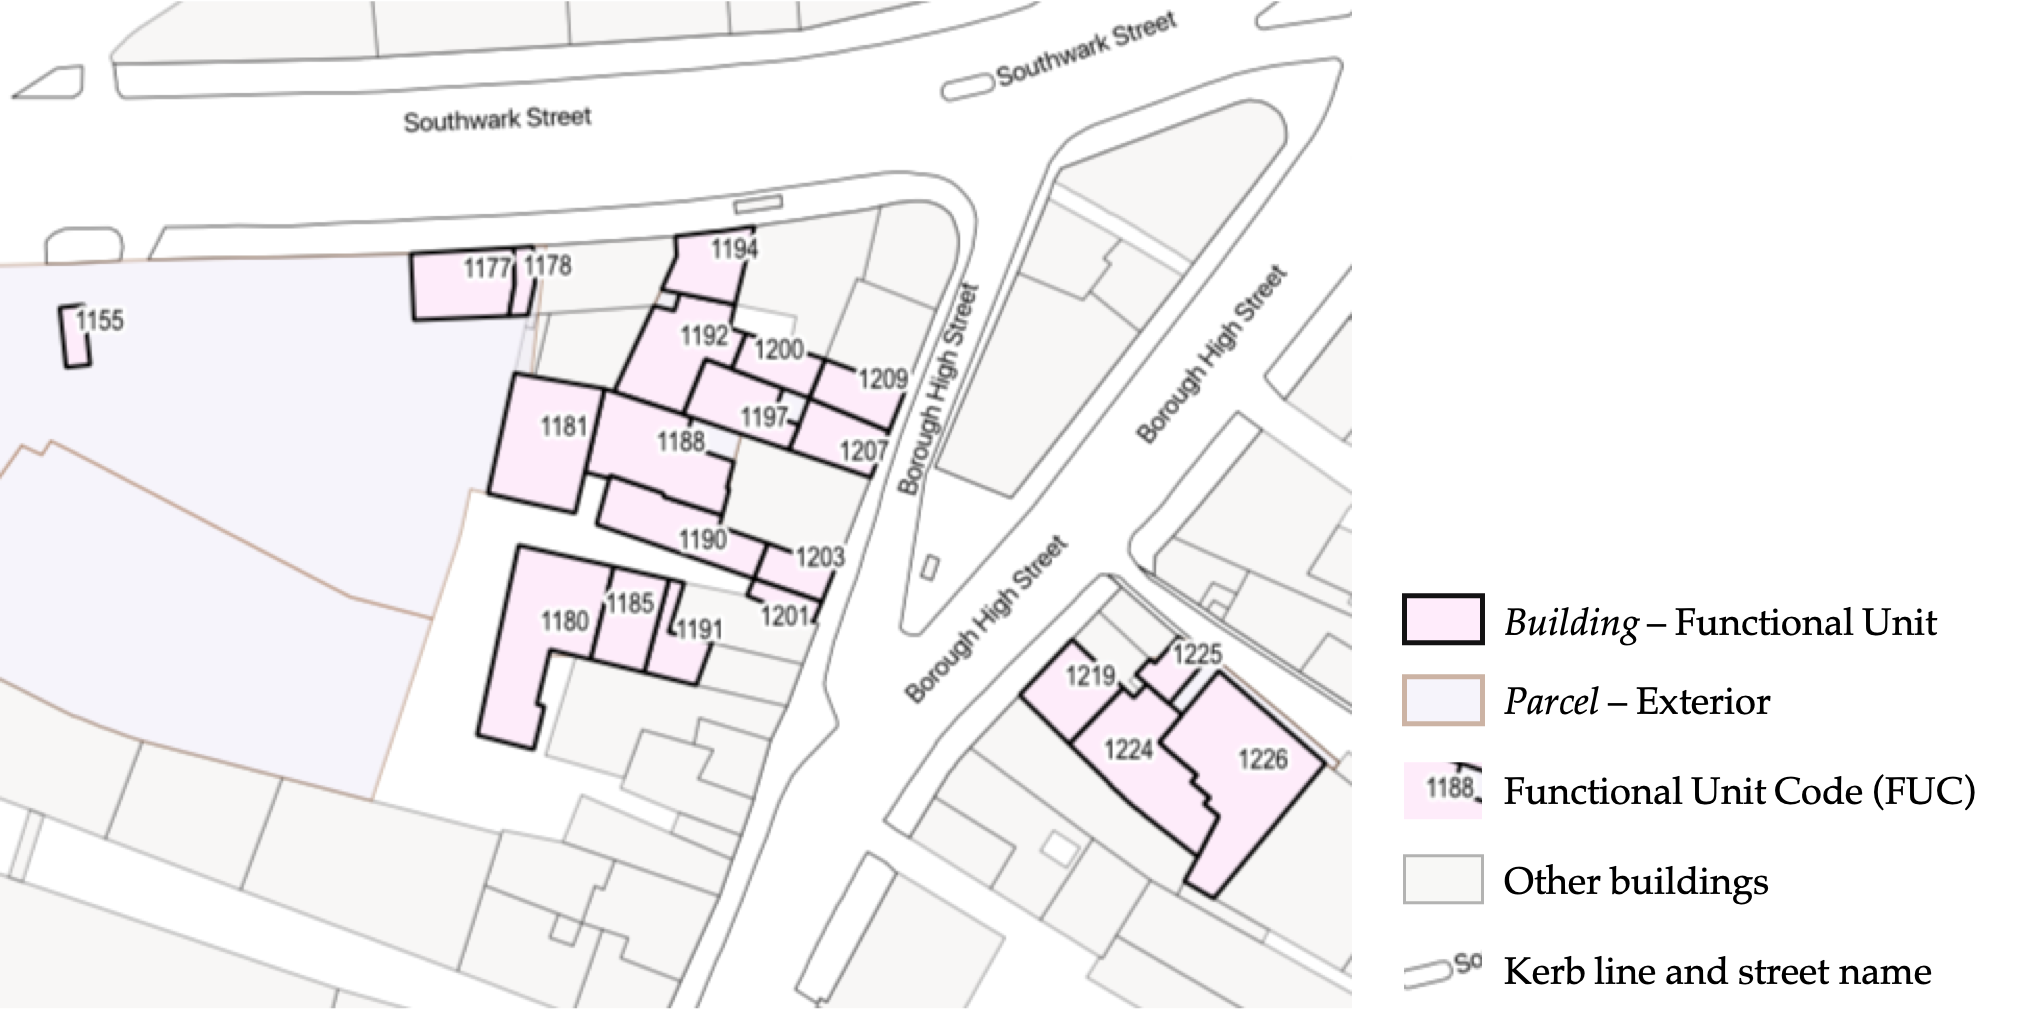 Southwark Street
Southwark Street
1194
1177
1178
1155
1192
1200
1209
1197
1181
1188
1207
Borough High Street
Borough High Street
1190
1203
1201
1180
1185
1191
Borough High Street
1225
1219
1224
1226
Building – Functional Unit
Parcel – Exterior
1188
Functional Unit Code (FUC)
Other buildings
So
Kerb line and street name